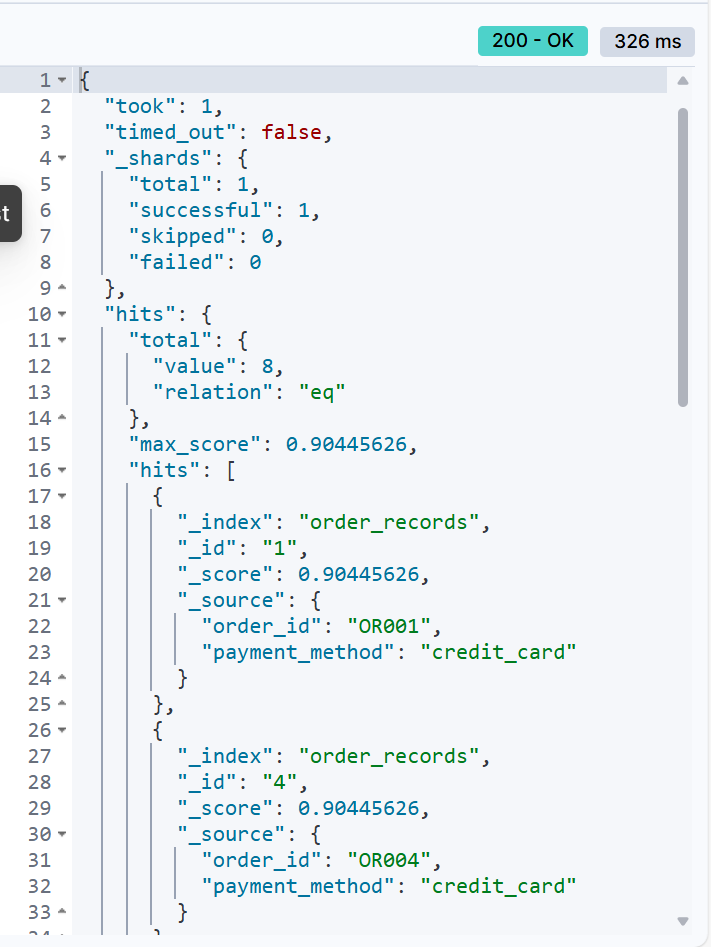 200 - OK 326 ms
1 {
2 "took": 1,
3 "timed_out": false,
4 "_shards": {
5 "total": 1,
6 "successful": 1,
7 "skipped": 0,
8 "failed": 0
9 },
10 "hits": {
11 "total": {
12 "value": 8,
13 "relation": "eq"
14 },
15 "max_score": 0.90445626,
16 "hits": [
17 {
18 "_index": "order_records",
19 "_id": "1",
20 "_score": 0.90445626,
21 "_source": {
22 "order_id": "OR001",
23 "payment_method": "credit_card"
24 }
25 },
26 {
27 "_index": "order_records",
28 "_id": "4",
29 "_score": 0.90445626,
30 "_source": {
31 "order_id": "OR004",
32 "payment_method": "credit_card"
33 }